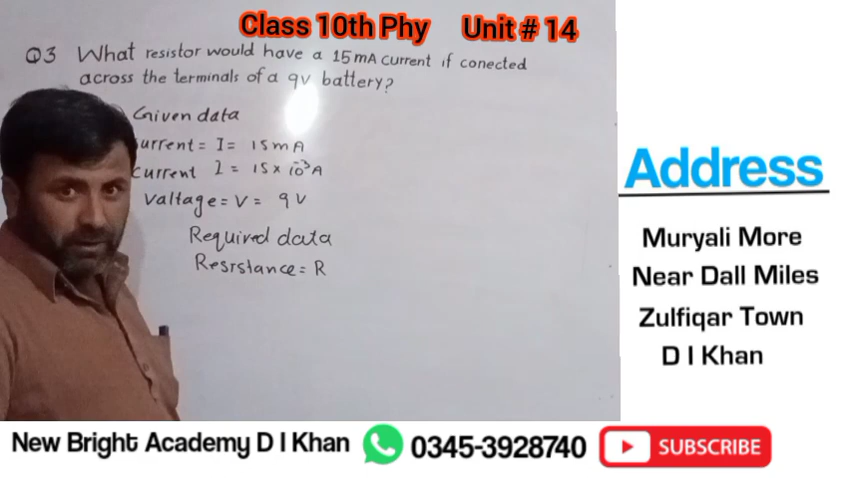 Class 10th Phy Unit # 14
Q3 What resistor would have a 15mA current if conected
across the terminals of a 9v battery?
Given data
urrent = I = 15mA
Current I = 15 x 10⁻³A
Valtage = V = 9V
Required data
Resrstance = R
Address
Muryali More
Near Dall Miles
Zulfiqar Town
D I Khan
New Bright Academy D I Khan 0345-3928740 SUBSCRIBE